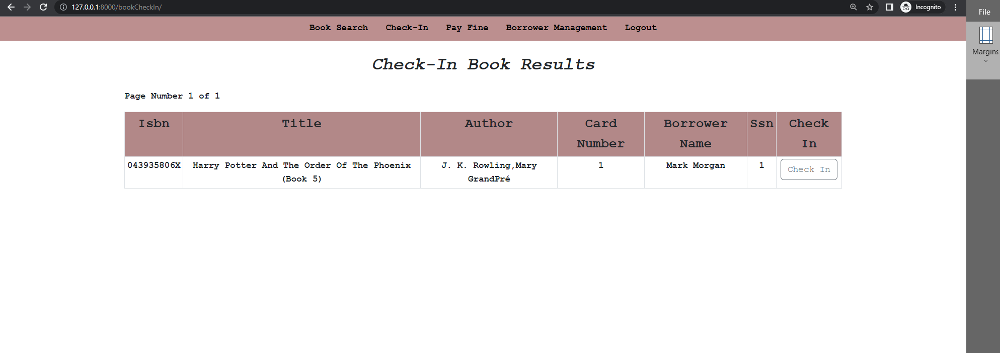 127.0.0.1:8000/bookCheckIn/
Incognito
File
Margins
Book Search Check-In Pay Fine Borrower Management Logout
Check-In Book Results
Page Number 1 of 1
Isbn Title Author Card Number Borrower Name Ssn Check In
043935806X Harry Potter And The Order Of The Phoenix (Book 5) J. K. Rowling,Mary GrandPré 1 Mark Morgan 1 Check In